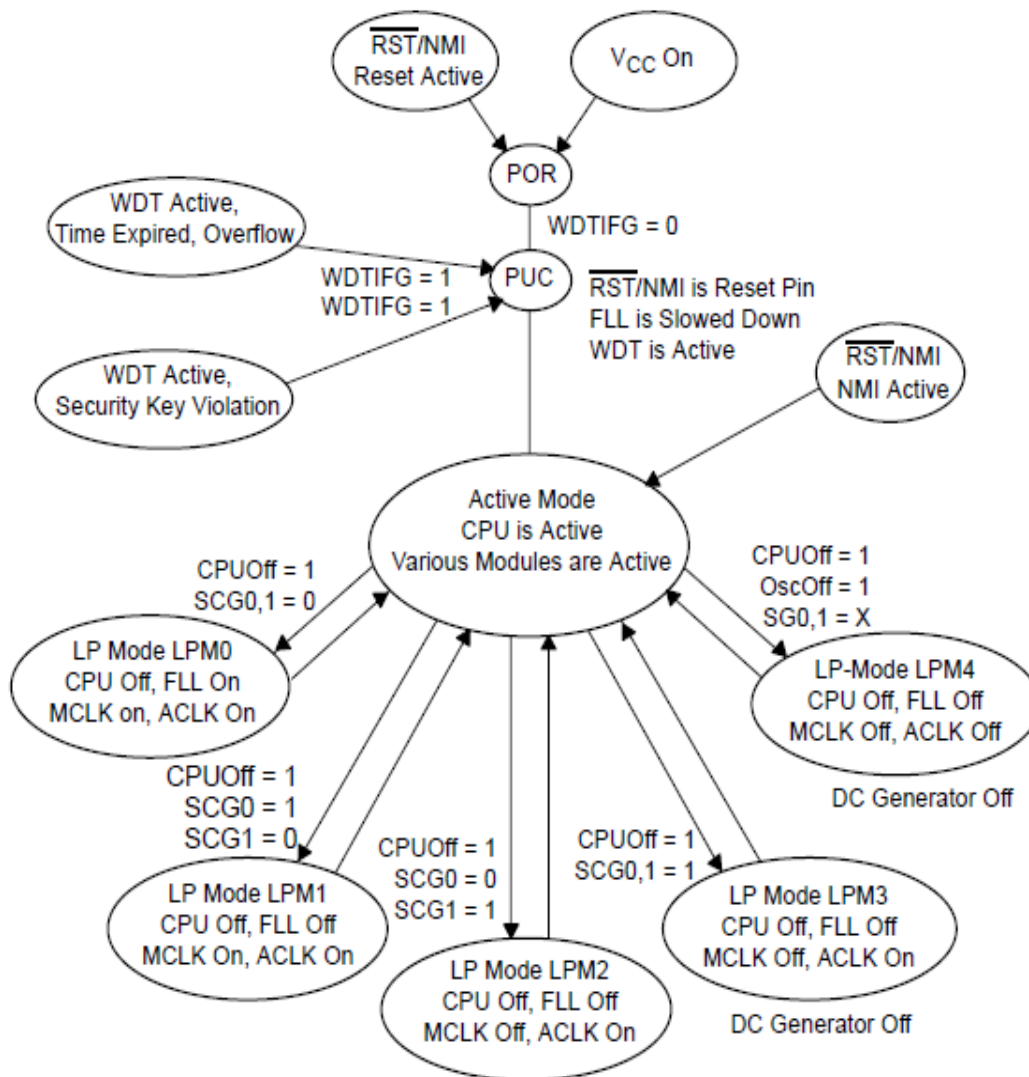 RST/NMI
Reset Active
VCC On
POR
WDTIFG = 0
WDT Active,
Time Expired, Overflow
WDTIFG = 1
WDTIFG = 1
PUC
RST/NMI is Reset Pin
FLL is Slowed Down
WDT is Active
WDT Active,
Security Key Violation
RST/NMI
NMI Active
Active Mode
CPU is Active
Various Modules are Active
CPUOff = 1
SCG0,1 = 0
CPUOff = 1
OscOff = 1
SG0,1 = X
LP Mode LPM0
CPU Off, FLL On
MCLK on, ACLK On
LP-Mode LPM4
CPU Off, FLL Off
MCLK Off, ACLK Off
DC Generator Off
CPUOff = 1
SCG0 = 1
SCG1 = 0
CPUOff = 1
SCG0 = 0
SCG1 = 1
CPUOff = 1
SCG0,1 = 1
LP Mode LPM1
CPU Off, FLL Off
MCLK On, ACLK On
LP Mode LPM2
CPU Off, FLL Off
MCLK Off, ACLK On
LP Mode LPM3
CPU Off, FLL Off
MCLK Off, ACLK On
DC Generator Off